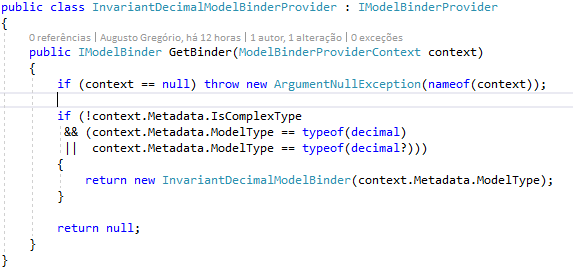 public class InvariantDecimalModelBinderProvider : IModelBinderProvider
{
0 referências | Augusto Gregório, há 12 horas | 1 autor, 1 alteração | 0 exceções
public IModelBinder GetBinder(ModelBinderProviderContext context)
{
if (context == null) throw new ArgumentNullException(nameof(context));
if (!context.Metadata.IsComplexType
&& (context.Metadata.ModelType == typeof(decimal)
|| context.Metadata.ModelType == typeof(decimal?)))
{
return new InvariantDecimalModelBinder(context.Metadata.ModelType);
}
return null;
}
}